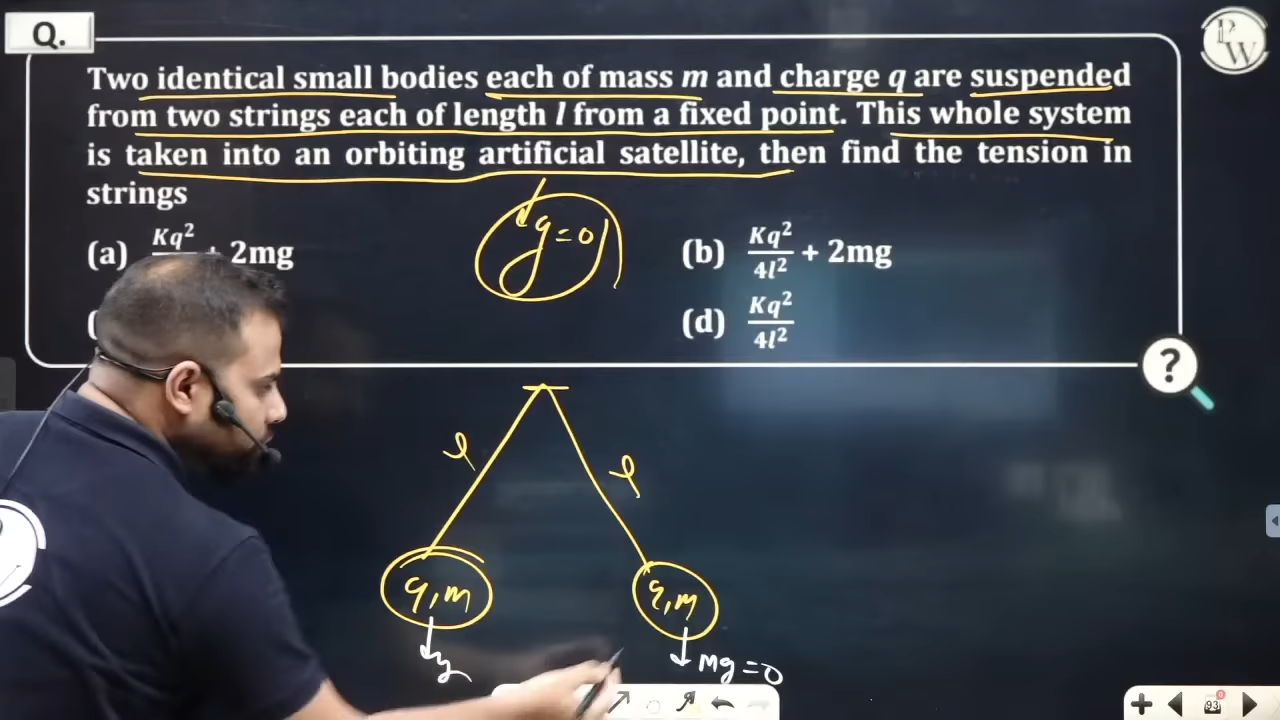 Q.
PW
Two identical small bodies each of mass m and charge q are suspended
from two strings each of length l from a fixed point. This whole system
is taken into an orbiting artificial satellite, then find the tension in
strings
(a) Kq² + 2mg
(b) Kq²/4l² + 2mg
g=0
(d) Kq²/4l²
?
l
l
q,m
q,m
mg=0
93